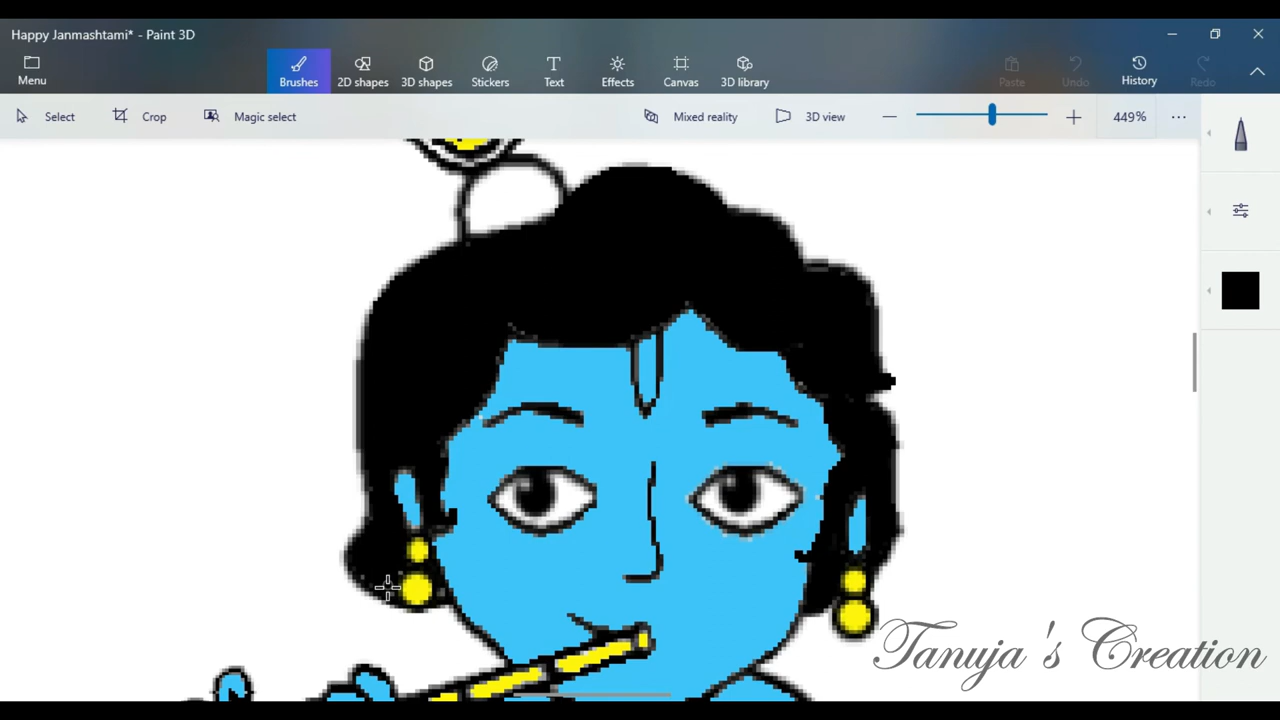 Happy Janmashtami* - Paint 3D
Menu
Brushes
2D shapes
3D shapes
Stickers
Text
Effects
Canvas
3D library
Paste
Undo
History
Redo
Select
Crop
Magic select
Mixed reality
3D view
449%
Tanuja's Creation